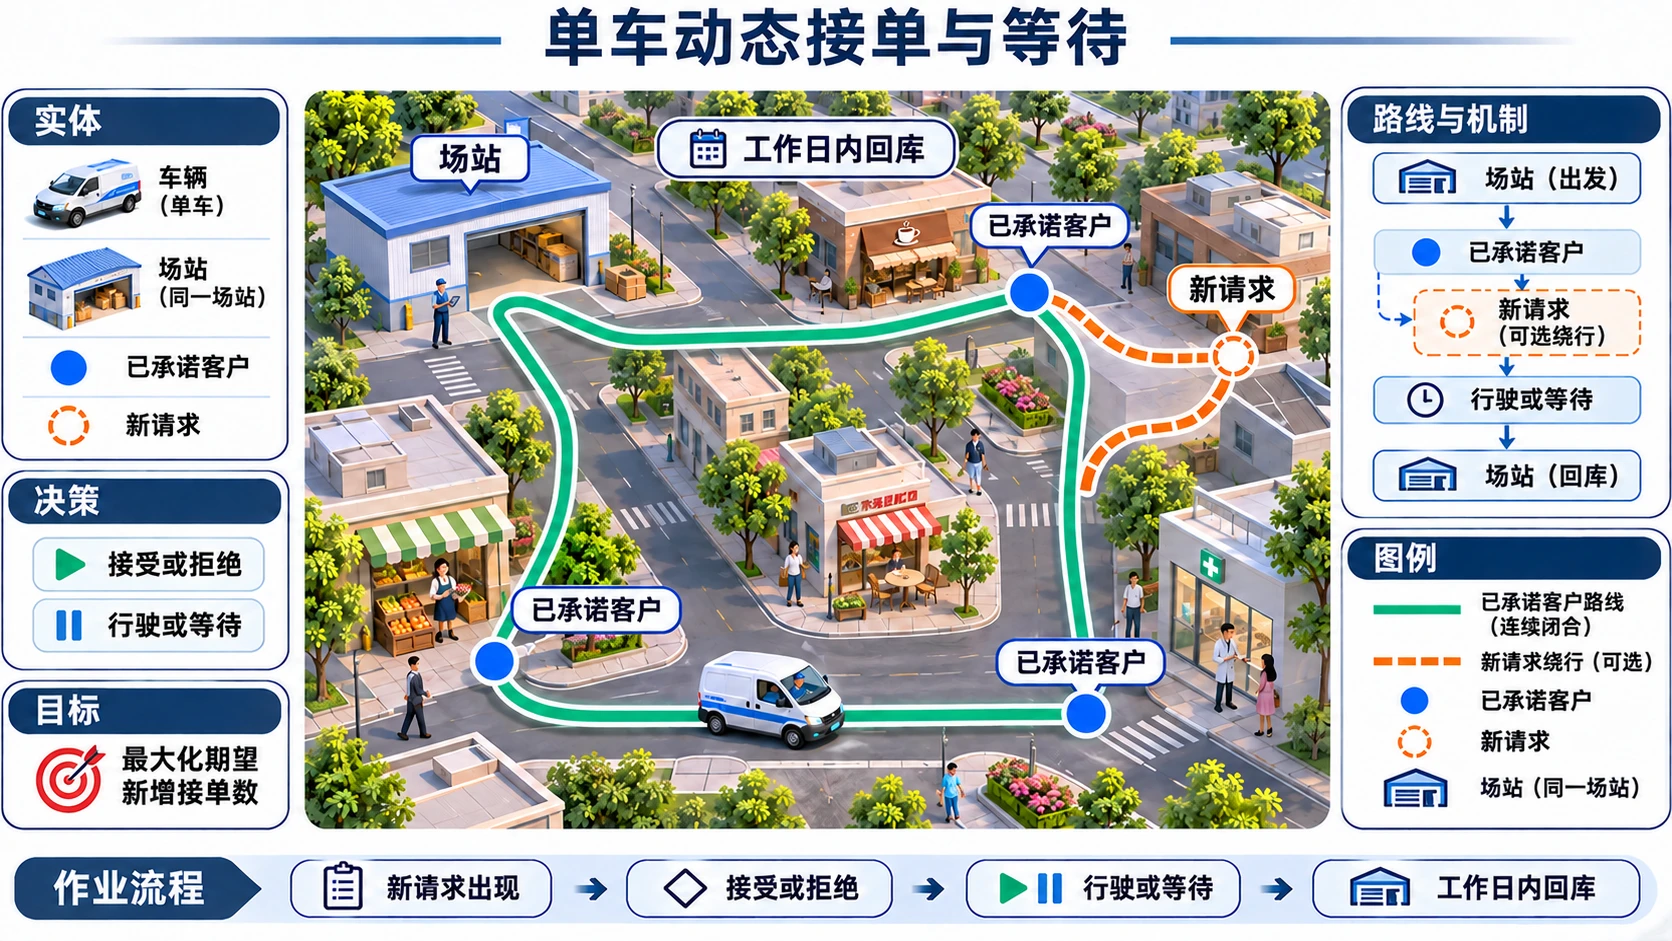 单车动态接单与等待
实体
车辆
（单车）
场站
（同一场站）
已承诺客户
新请求
决策
接受或拒绝
行驶或等待
目标
最大化期望
新增接单数
场站
工作日内回库
已承诺客户
新请求
已承诺客户
已承诺客户
路线与机制
场站（出发）
已承诺客户
新请求
（可选绕行）
行驶或等待
场站（回库）
图例
已承诺客户路线
（连续闭合）
新请求绕行（可选）
已承诺客户
新请求
场站（同一场站）
作业流程
新请求出现
接受或拒绝
行驶或等待
工作日内回库